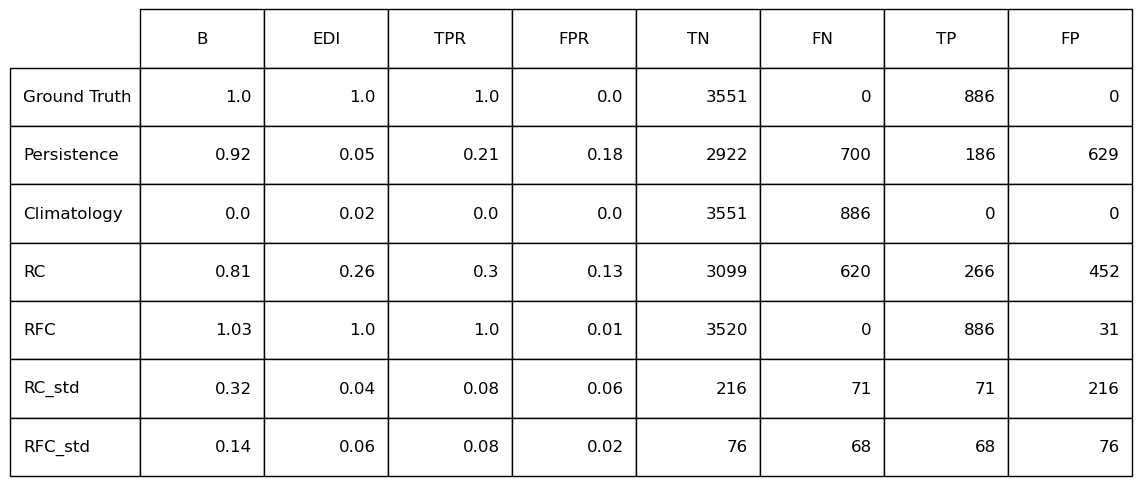 B EDI TPR FPR TN FN TP FP
Ground Truth 1.0 1.0 1.0 0.0 3551 0 886 0
Persistence 0.92 0.05 0.21 0.18 2922 700 186 629
Climatology 0.0 0.02 0.0 0.0 3551 886 0 0
RC 0.81 0.26 0.3 0.13 3099 620 266 452
RFC 1.03 1.0 1.0 0.01 3520 0 886 31
RC_std 0.32 0.04 0.08 0.06 216 71 71 216
RFC_std 0.14 0.06 0.08 0.02 76 68 68 76